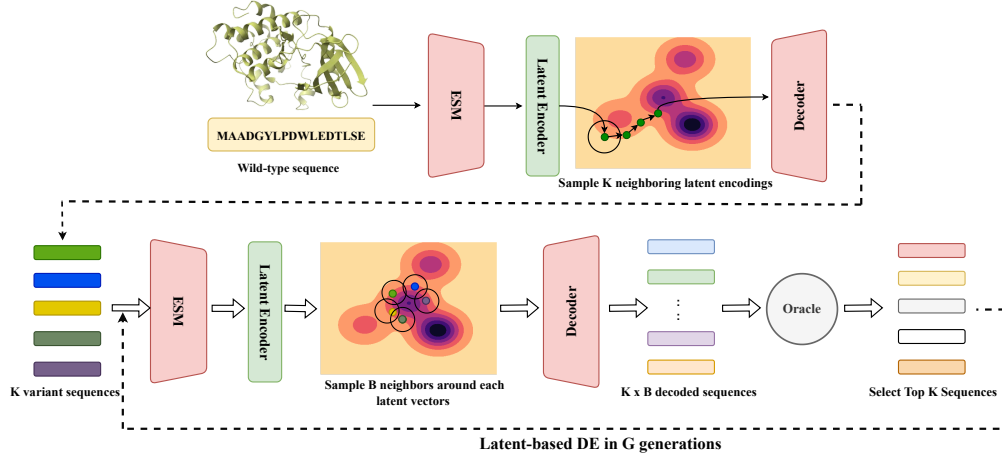 MAADGYLPDWLEDTLSE
Wild-type sequence
ESM
Latent Encoder
Sample K neighboring latent encodings
Decoder
K variant sequences
ESM
Latent Encoder
Sample B neighbors around each
latent vectors
Decoder
K x B decoded sequences
Oracle
Select Top K Sequences
Latent-based DE in G generations